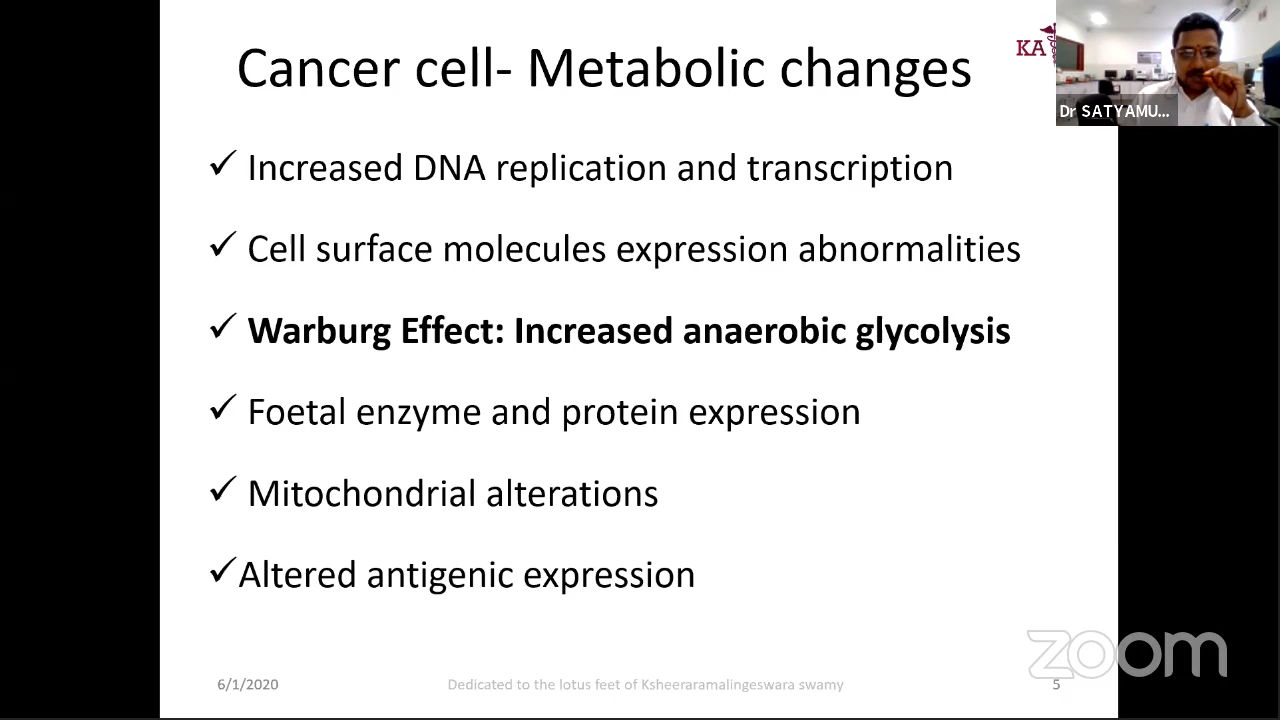 Cancer cell- Metabolic changes
KA
Dr SATYAMU...
✓ Increased DNA replication and transcription
✓ Cell surface molecules expression abnormalities
✓ Warburg Effect: Increased anaerobic glycolysis
✓ Foetal enzyme and protein expression
✓ Mitochondrial alterations
✓Altered antigenic expression
zoom
6/1/2020
Dedicated to the lotus feet of Ksheeraramalingeswara swamy
5